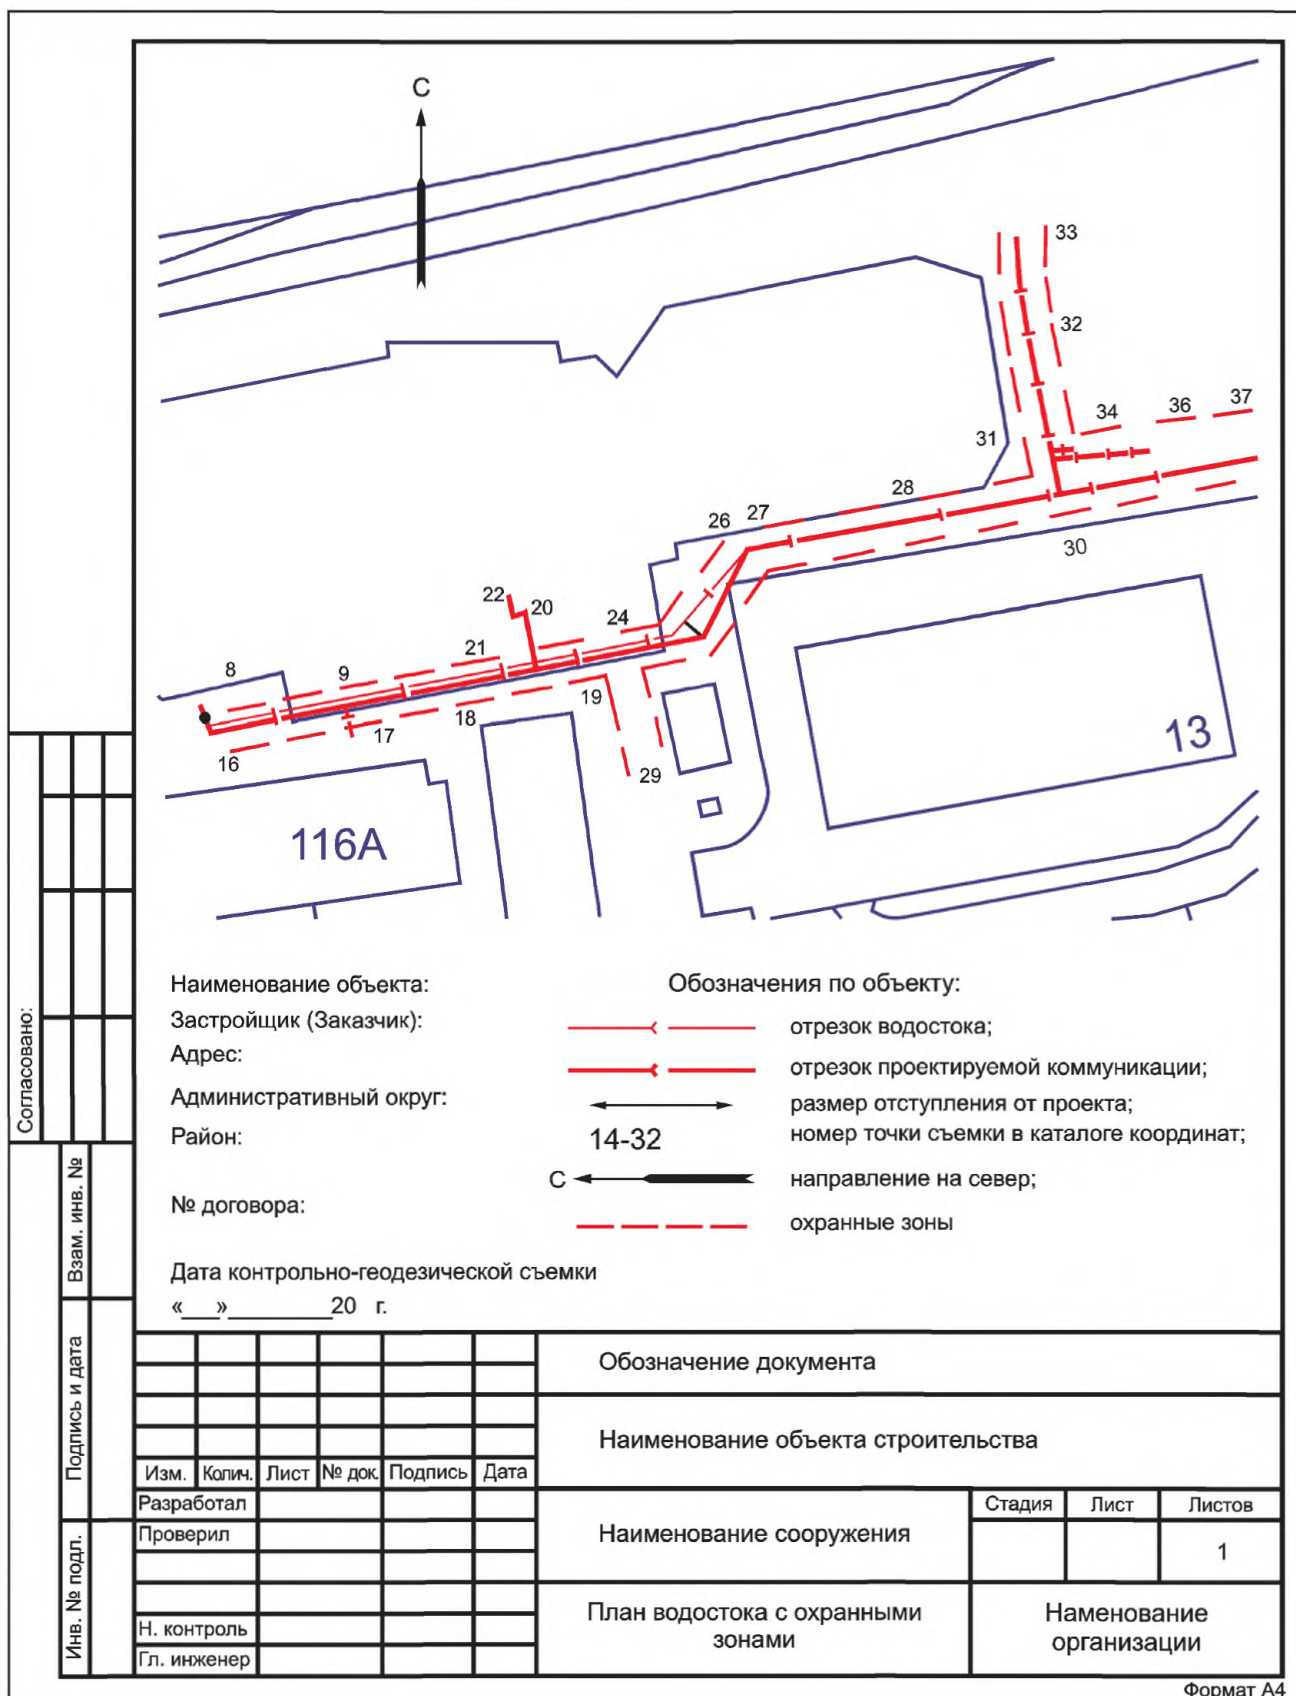 С
33
32
37
36
34
31
28
27
26
30
22
20
24
21
9
8
19
18
17
16
29
13
116А
Наименование объекта:
Застройщик (Заказчик):
Адрес:
Административный округ:
Район:
№ договора:
Дата контрольно-геодезической съемки
«___»_________20 г.
Обозначения по объекту:
отрезок водостока;
отрезок проектируемой коммуникации;
размер отступления от проекта;
14-32 номер точки съемки в каталоге координат;
С направление на север;
охранные зоны
Согласовано:
Взам. инв. №
Подпись и дата
Инв. № подл.
Обозначение документа
Наименование объекта строительства
Изм. Колич. Лист № док. Подпись Дата
Разработал
Проверил
Н. контроль
Гл. инженер
Наименование сооружения
Стадия Лист Листов
1
План водостока с охранными
зонами
Наменование
организации
Формат А4